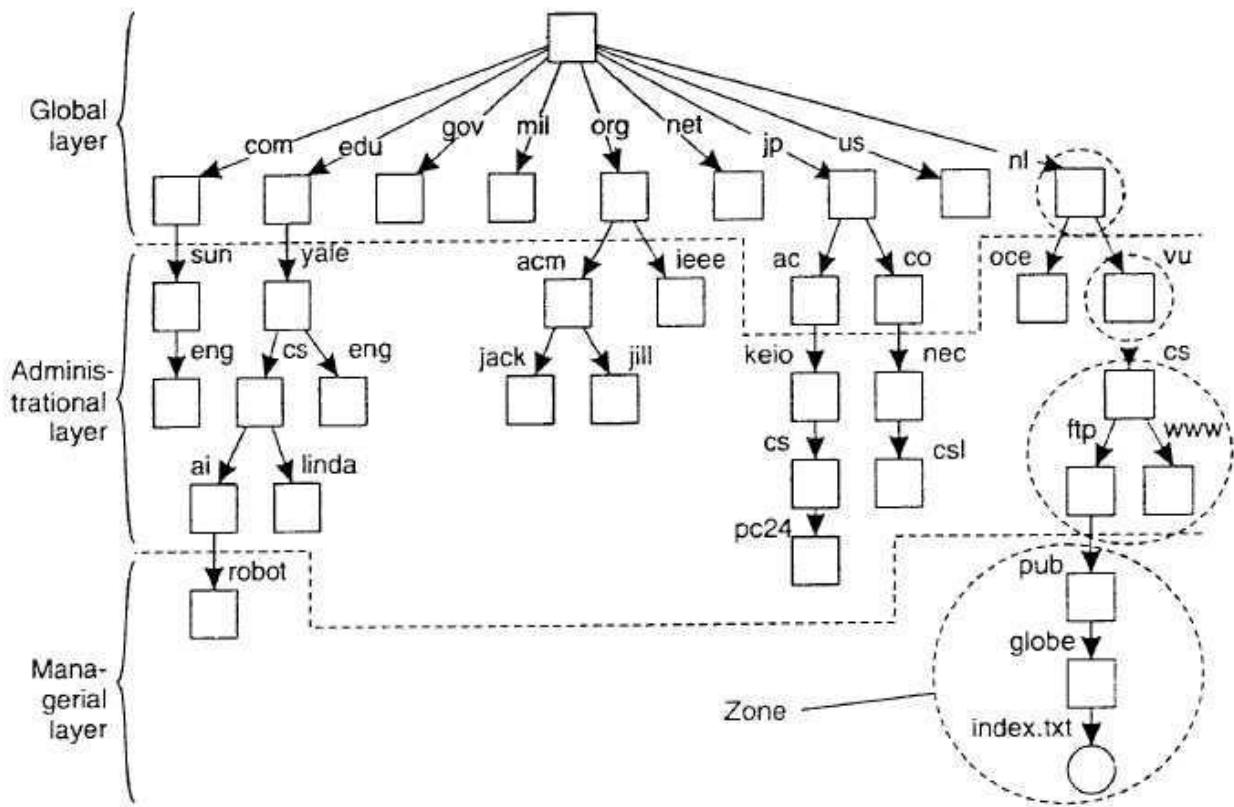 Global
layer
com
edu
gov
mil
org
net
jp
us
nl
sun
yale
acm
ieee
ac
co
oce
vu
eng
cs
eng
jack
jill
keio
nec
cs
Adminis-
trational
layer
ai
linda
cs
csl
ftp
www
pc24
robot
pub
globe
Mana-
gerial
layer
Zone
index.txt